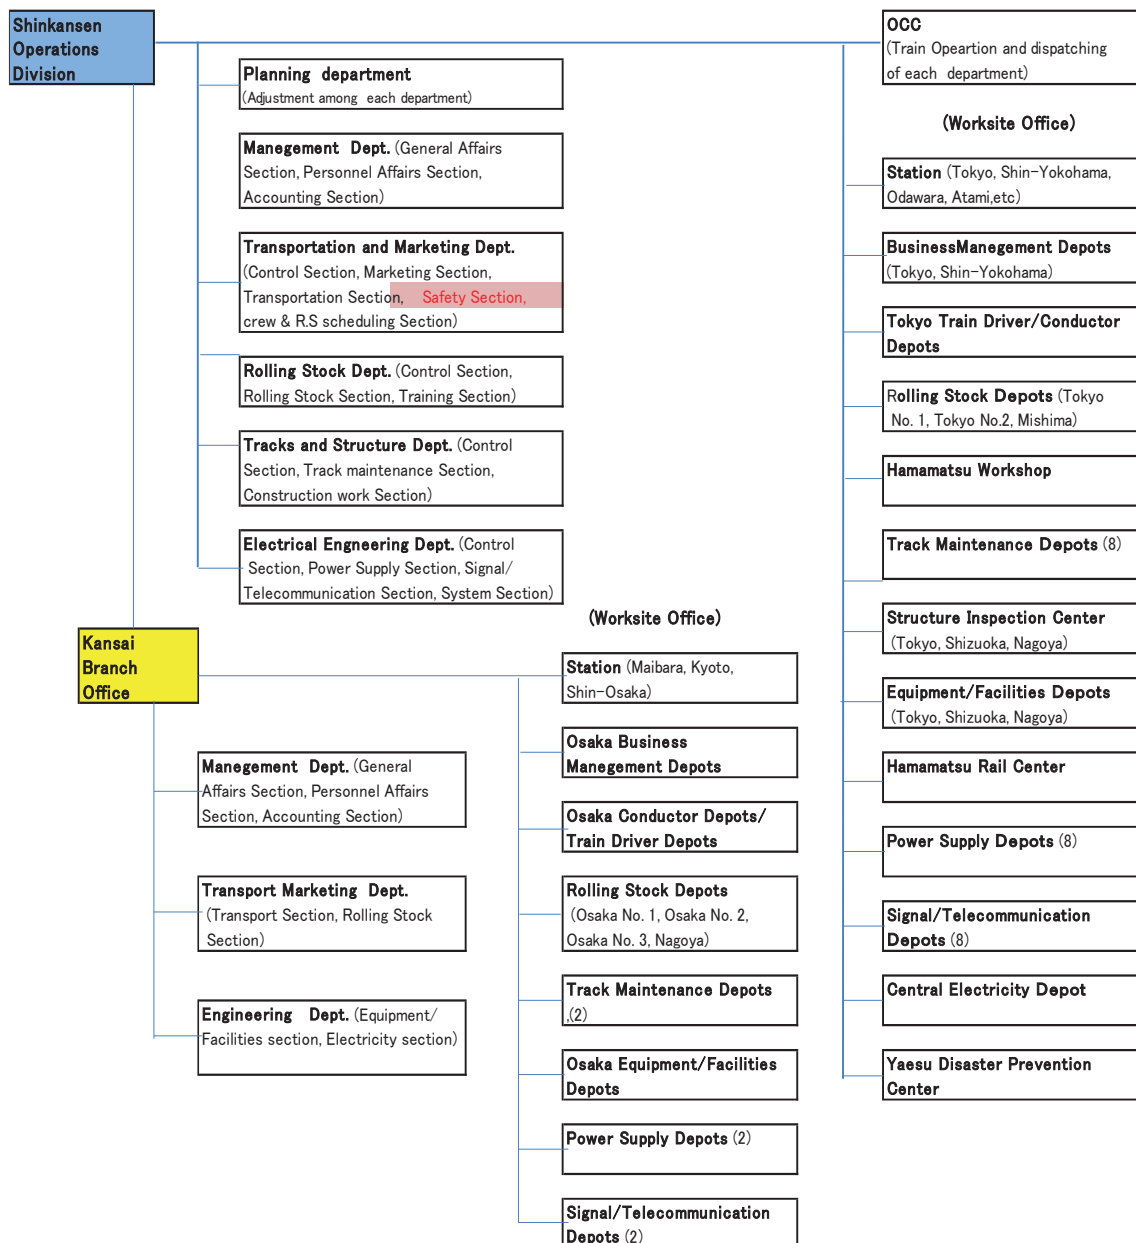 Shinkansen
Operations
Division
Planning department
(Adjustment among each department)
Manegement Dept. (General Affairs
Section, Personnel Affairs Section,
Accounting Section)
Transportation and Marketing Dept.
(Control Section, Marketing Section,
Transportation Section, Safety Section,
crew & R.S scheduling Section)
Rolling Stock Dept. (Control Section,
Rolling Stock Section, Training Section)
Tracks and Structure Dept. (Control
Section, Track maintenance Section,
Construction work Section)
Electrical Engneering Dept. (Control
Section, Power Supply Section, Signal/
Telecommunication Section, System Section)
OCC
(Train Opeartion and dispatching
of each department)
(Worksite Office)
Station (Tokyo, Shin-Yokohama,
Odawara, Atami,etc)
BusinessManegement Depots
(Tokyo, Shin-Yokohama)
Tokyo Train Driver/Conductor
Depots
Rolling Stock Depots (Tokyo
No. 1, Tokyo No.2, Mishima)
Hamamatsu Workshop
Track Maintenance Depots (8)
Structure Inspection Center
(Tokyo, Shizuoka, Nagoya)
Equipment/Facilities Depots
(Tokyo, Shizuoka, Nagoya)
Hamamatsu Rail Center
Power Supply Depots (8)
Signal/Telecommunication
Depots (8)
Central Electricity Depot
Yaesu Disaster Prevention
Center
Kansai
Branch
Office
Manegement Dept. (General
Affairs Section, Personnel Affairs
Section, Accounting Section)
Transport Marketing Dept.
(Transport Section, Rolling Stock
Section)
Engineering Dept. (Equipment/
Facilities section, Electricity section)
(Worksite Office)
Station (Maibara, Kyoto,
Shin-Osaka)
Osaka Business
Manegement Depots
Osaka Conductor Depots/
Train Driver Depots
Rolling Stock Depots
(Osaka No. 1, Osaka No. 2,
Osaka No. 3, Nagoya)
Track Maintenance Depots
,(2)
Osaka Equipment/Facilities
Depots
Power Supply Depots (2)
Signal/Telecommunication
Depots (2)